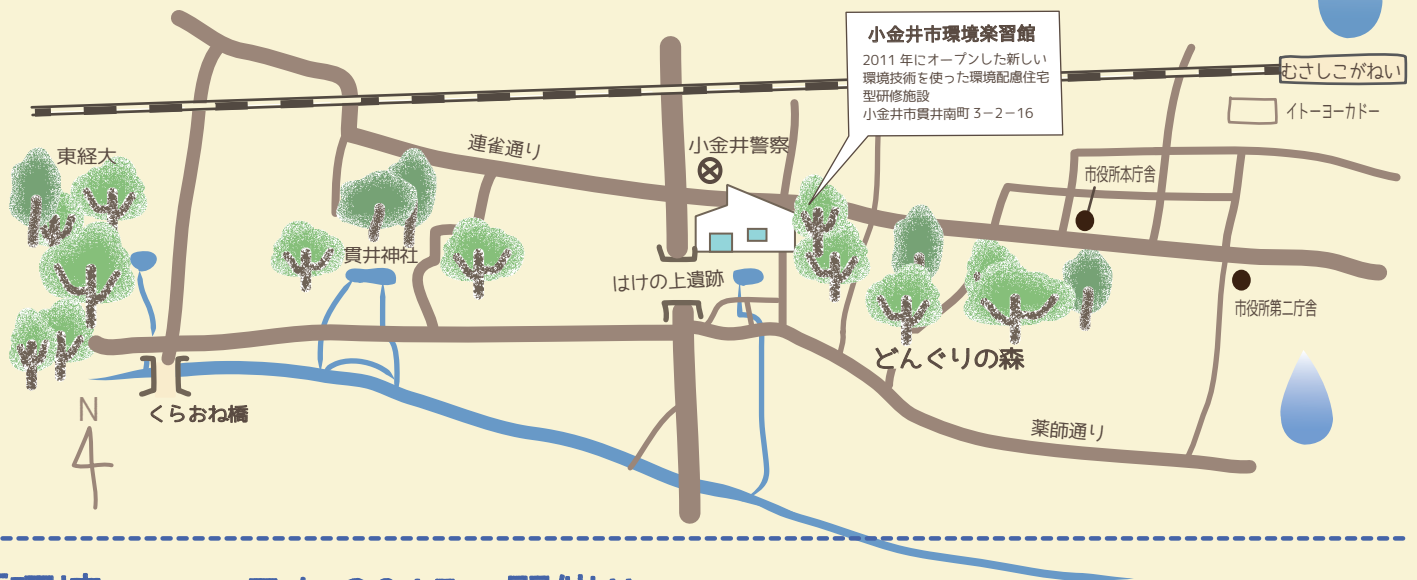 小金井市環境楽習館
2011 年にオープンした新しい
環境技術を使った環境配慮住宅
型研修施設
小金井市貫井南町 3−2−16
むさしこがねい
イトーヨーカドー
東経大
連雀通り
小金井警察
市役所本庁舎
貫井神社
はけの上遺跡
市役所第二庁舎
どんぐりの森
くらおね橋
N
薬師通り